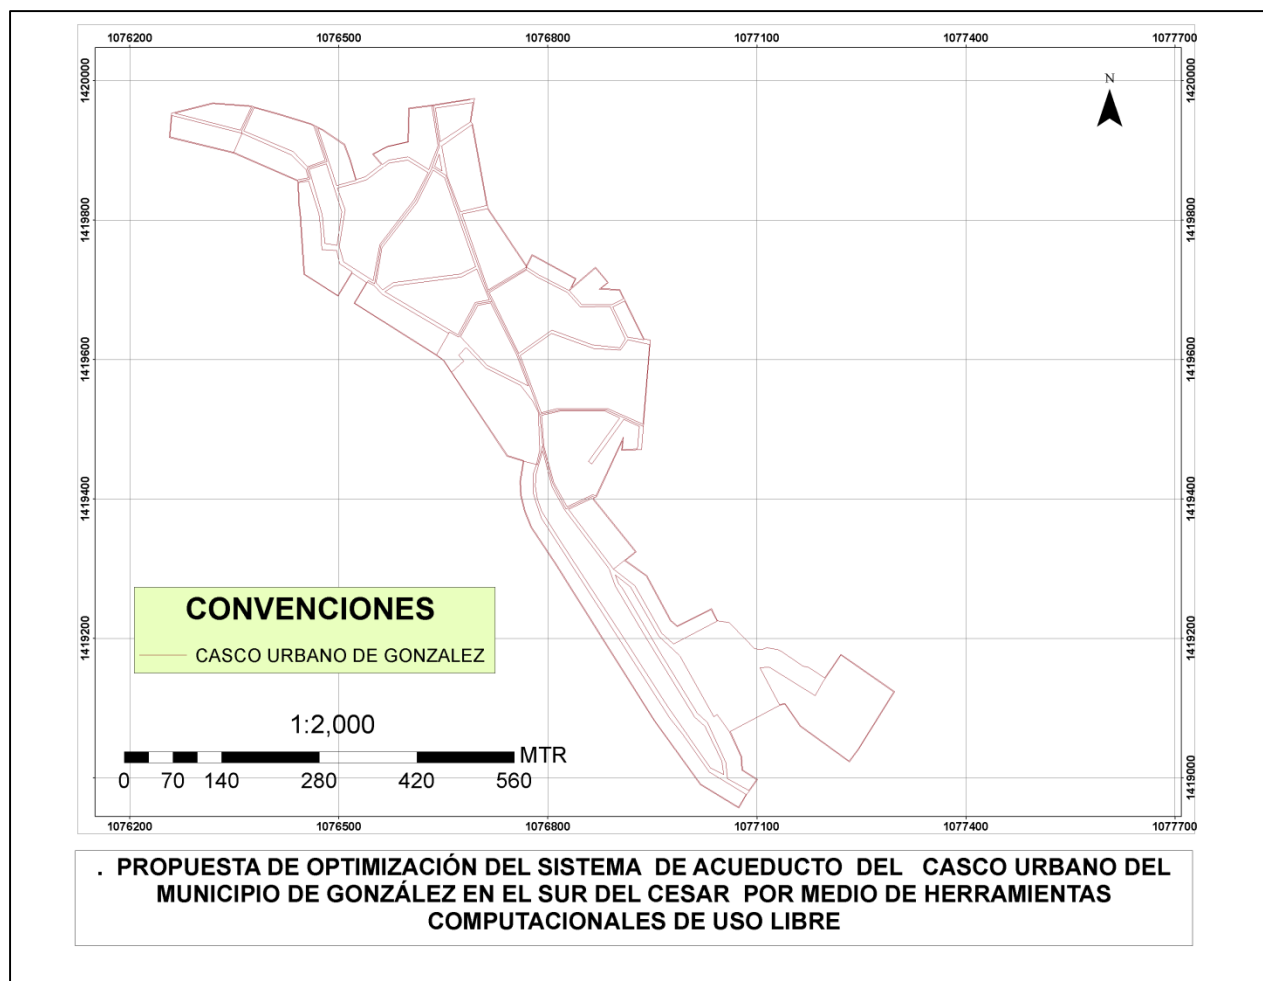 1076200 1076500 1076800 1077100 1077400 1077700
1420000 1420000
N
1419800 1419800
1419600 1419600
1419400 1419400
CONVENCIONES
CASCO URBANO DE GONZALEZ
1419200 1419200
1:2,000
MTR
0 70 140 280 420 560
1419000 1419000
1076200 1076500 1076800 1077100 1077400 1077700
. PROPUESTA DE OPTIMIZACIÓN DEL SISTEMA DE ACUEDUCTO DEL CASCO URBANO DEL
MUNICIPIO DE GONZÁLEZ EN EL SUR DEL CESAR POR MEDIO DE HERRAMIENTAS
COMPUTACIONALES DE USO LIBRE